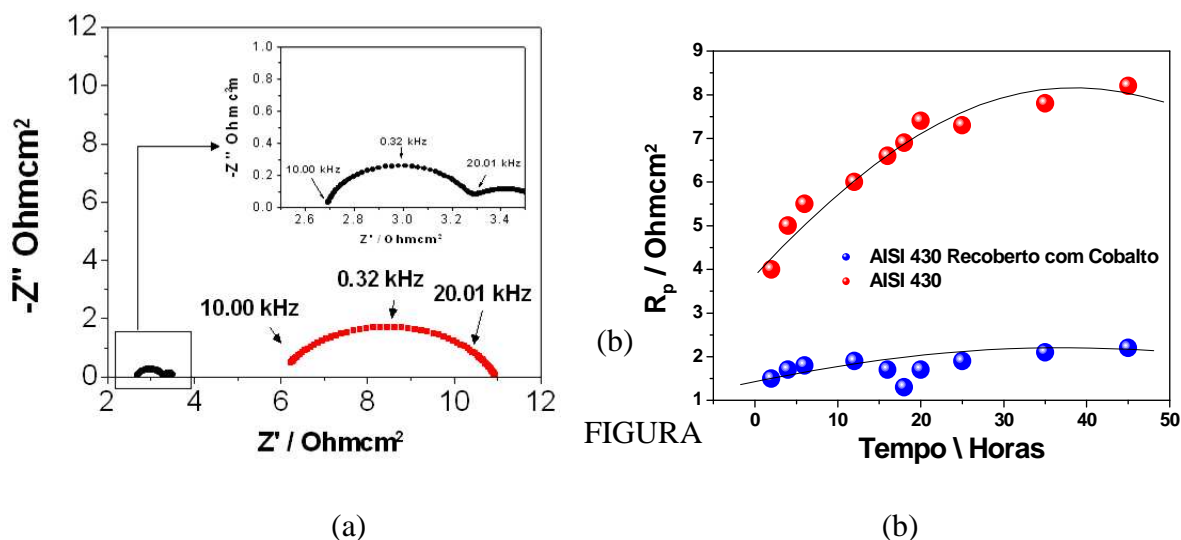 12
10
8
6
4
2
0
-Z" Ohmcm²
0 2 4 6 8 10 12
Z' / Ohmcm²
1.0
0.8
0.6
0.4
0.2
0.0
-Z" Ohmc²m
2.6 2.8 3.0 3.2 3.4
Z' / Ohmcm²
10.00 kHz
0.32 kHz
20.01 kHz
10.00 kHz
0.32 kHz
20.01 kHz
(a)
(b)
FIGURA
9
8
7
6
5
4
3
2
1
Rp / Ohmcm²
AISI 430 Recoberto com Cobalto
AISI 430
0 10 20 30 40 50
Tempo \ Horas
(b)